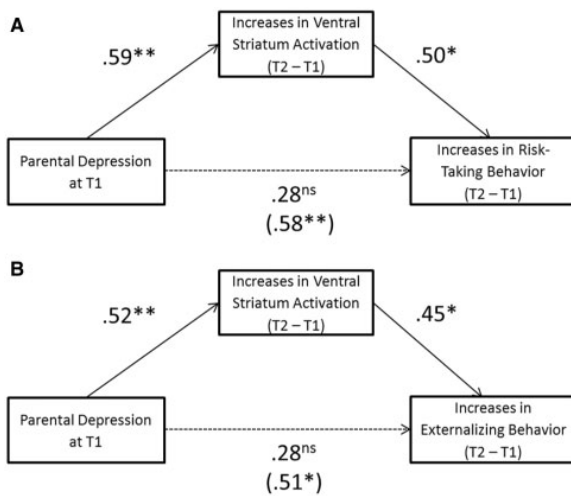 A
Increases in Ventral
Striatum Activation
(T2 – T1)
.59**
.50*
Parental Depression
at T1
Increases in Risk-
Taking Behavior
(T2 – T1)
.28ns
(.58**)
B
Increases in Ventral
Striatum Activation
(T2 – T1)
.52**
.45*
Parental Depression
at T1
Increases in
Externalizing Behavior
(T2 – T1)
.28ns
(.51*)